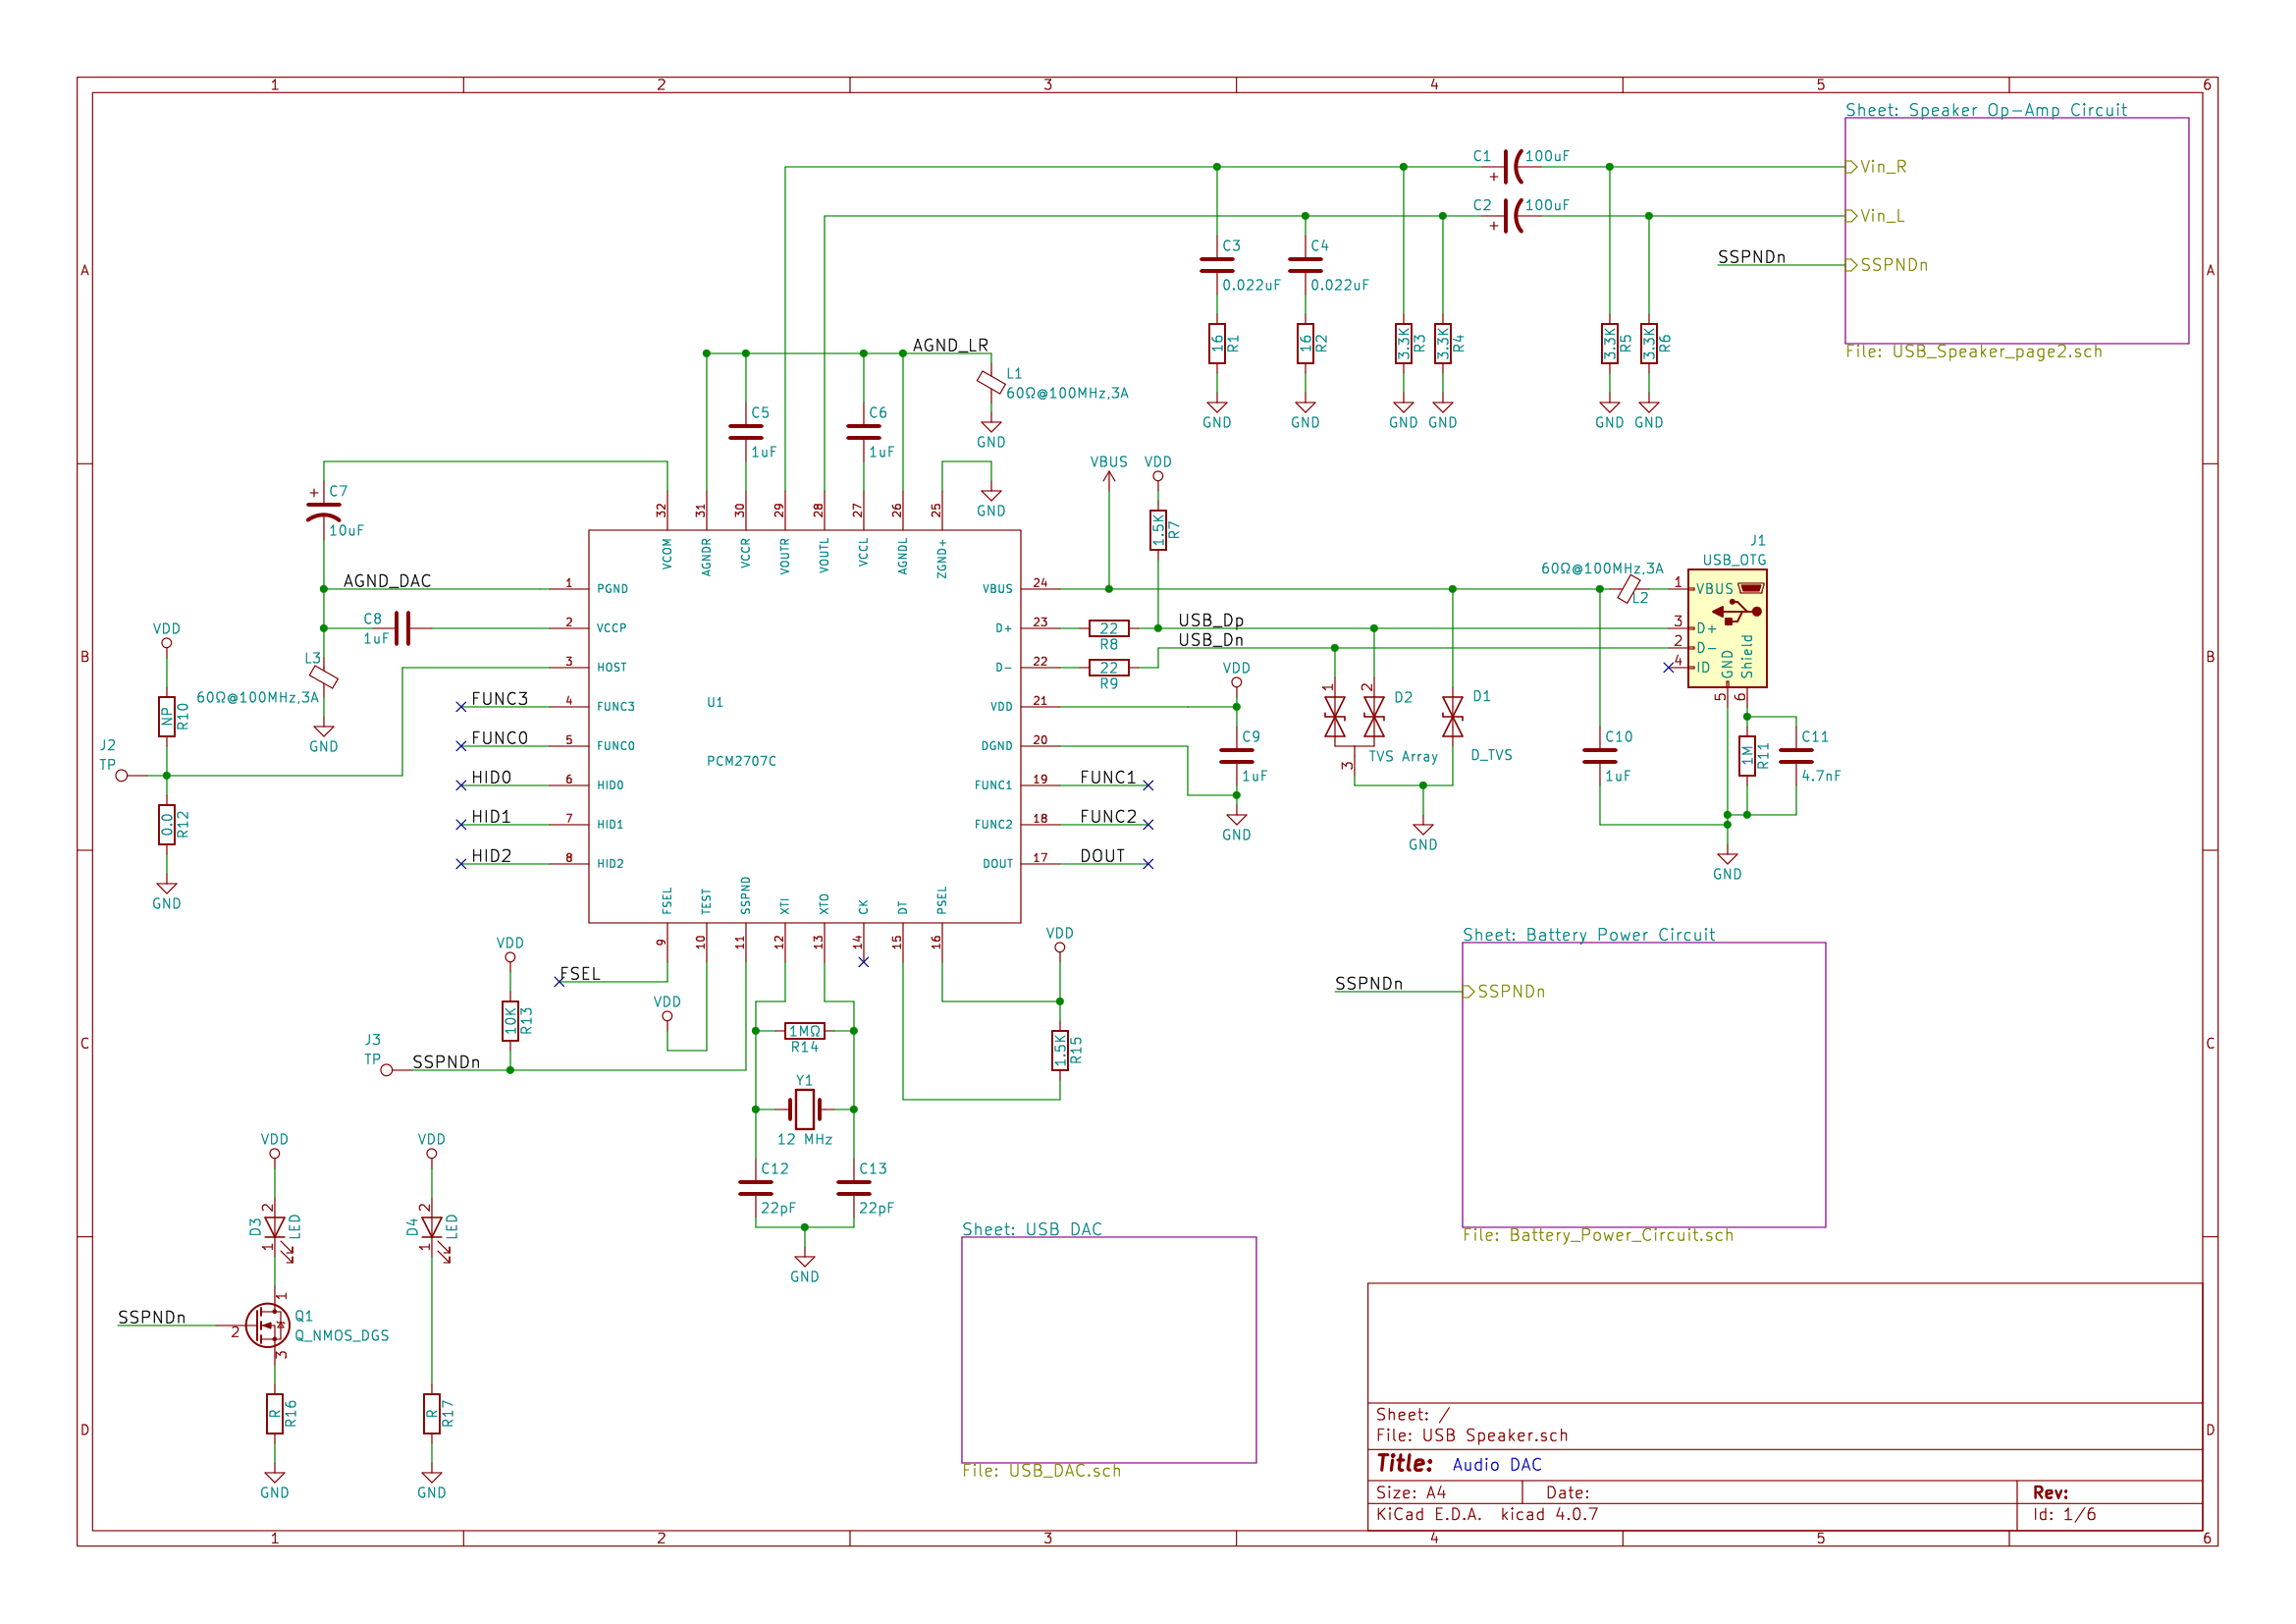 1 2 3 4 5 6
A A
B B
C C
D D
1 2 3 4 5 6
Sheet: Speaker Op-Amp Circuit
Vin_R
Vin_L
SSPNDn
SSPNDn
File: USB_Speaker_page2.sch
C1 100uF
+
C2 100uF
+
C3
0.022uF
C4
0.022uF
16 R1
16 R2
3.3K R3
3.3K R4
3.3K R5
3.3K R6
GND GND GND GND GND GND
AGND_LR
L1
60Ω@100MHz,3A
GND
C5
1uF
C6
1uF
GND
+ C7
10uF
AGND_DAC
C8
1uF
L3
60Ω@100MHz,3A
GND
VDD
NP R10
J2
TP
0.0 R12
GND
U1
PCM2707C
32 VCOM
31 AGNDR
30 VCCR
29 VOUTR
28 VOUTL
27 VCCL
26 AGNDL
25 ZGND+
1 PGND
2 VCCP
3 HOST
FUNC3 4 FUNC3
FUNC0 5 FUNC0
HID0 6 HID0
HID1 7 HID1
HID2 8 HID2
VBUS 24
D+ 23
D- 22
VDD 21
DGND 20
FUNC1 19 FUNC1
FUNC2 18 FUNC2
DOUT 17 DOUT
FSEL 9
TEST 10
SSPND 11
XTI 12
XTO 13
CK 14
DT 15
PSEL 16
VBUS
VDD
1.5K R7
22
R8
22
R9
USB_Dp
USB_Dn
VDD
C9
1uF
GND
1 2 D2
3 TVS Array
D1
D_TVS
GND
60Ω@100MHz,3A
L2
C10
1uF
J1
USB_OTG
1 VBUS
3 D+
2 D-
4 ID
GND Shield
5 6
1M R11
C11
4.7nF
GND
FSEL
VDD
10K R13
VDD
J3
TP
SSPNDn
1MΩ
R14
Y1
12 MHz
C12
22pF
C13
22pF
GND
VDD
1.5K R15
Sheet: Battery Power Circuit
SSPNDn
SSPNDn
File: Battery_Power_Circuit.sch
Sheet: USB DAC
File: USB_DAC.sch
VDD
2
D3 LED
1
SSPNDn
1
2
3
Q1
Q_NMOS_DGS
R R16
GND
VDD
2
D4 LED
1
R R17
GND
Sheet: /
File: USB Speaker.sch
Title: Audio DAC
Size: A4 Date: Rev:
KiCad E.D.A. kicad 4.0.7 Id: 1/6